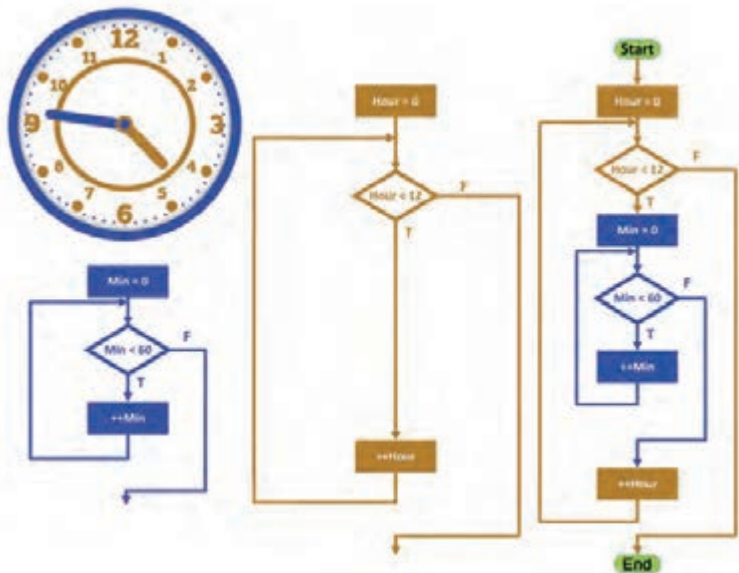 12
11
1
10
2
9
3
8
4
7
5
6
Min = 0
Min < 60
F
T
++Min
Hour = 0
Hour < 12
F
T
++Hour
Start
Hour = 0
Hour < 12
F
T
Min = 0
Min < 60
F
T
++Min
++Hour
End